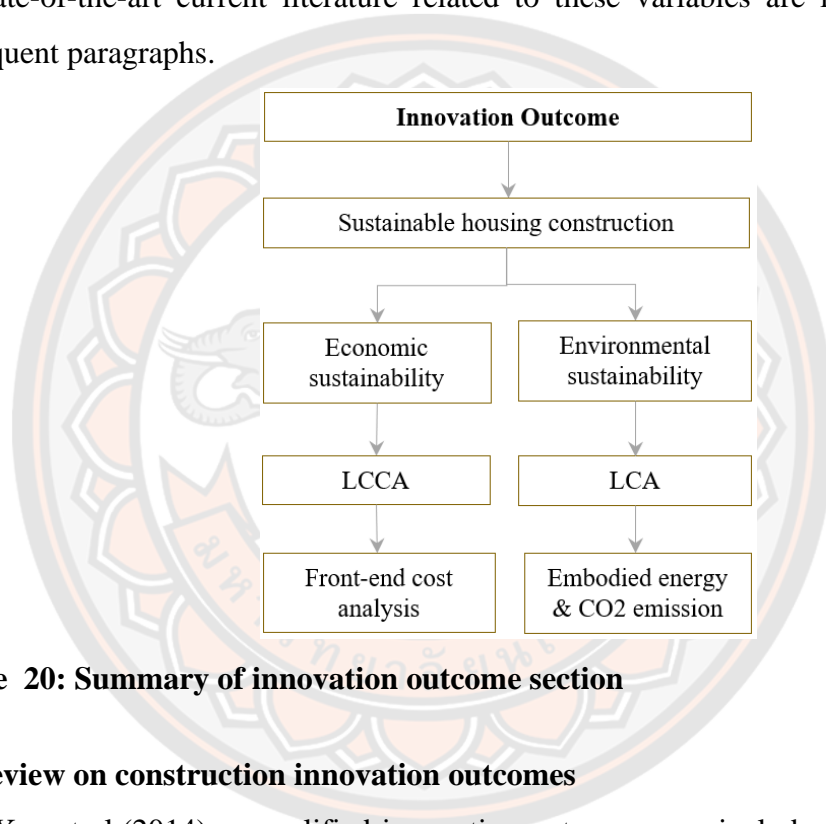 state-of-the-art current literature related to these variables are
quent paragraphs.
Innovation Outcome
Sustainable housing construction
Economic
sustainability
Environmental
sustainability
LCCA
LCA
Front-end cost
analysis
Embodied energy
& CO2 emission
e 20: Summary of innovation outcome section
eview on construction innovation outcomes
et al (2014)